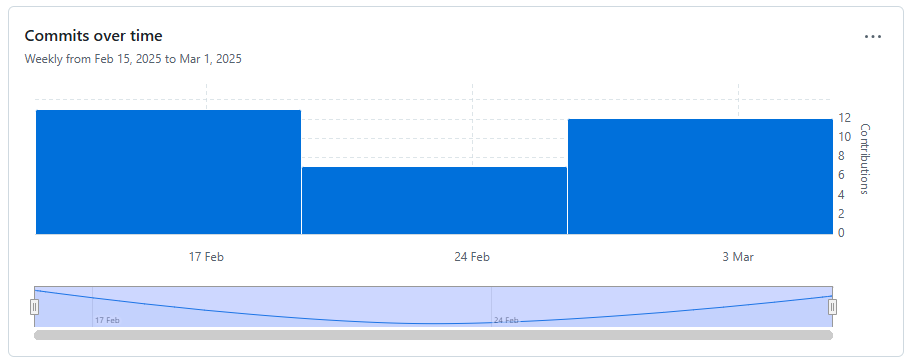 Commits over time
...
Weekly from Feb 15, 2025 to Mar 1, 2025
12
10
8
6
4
2
0
Contributions
17 Feb
24 Feb
3 Mar
17 Feb
24 Feb